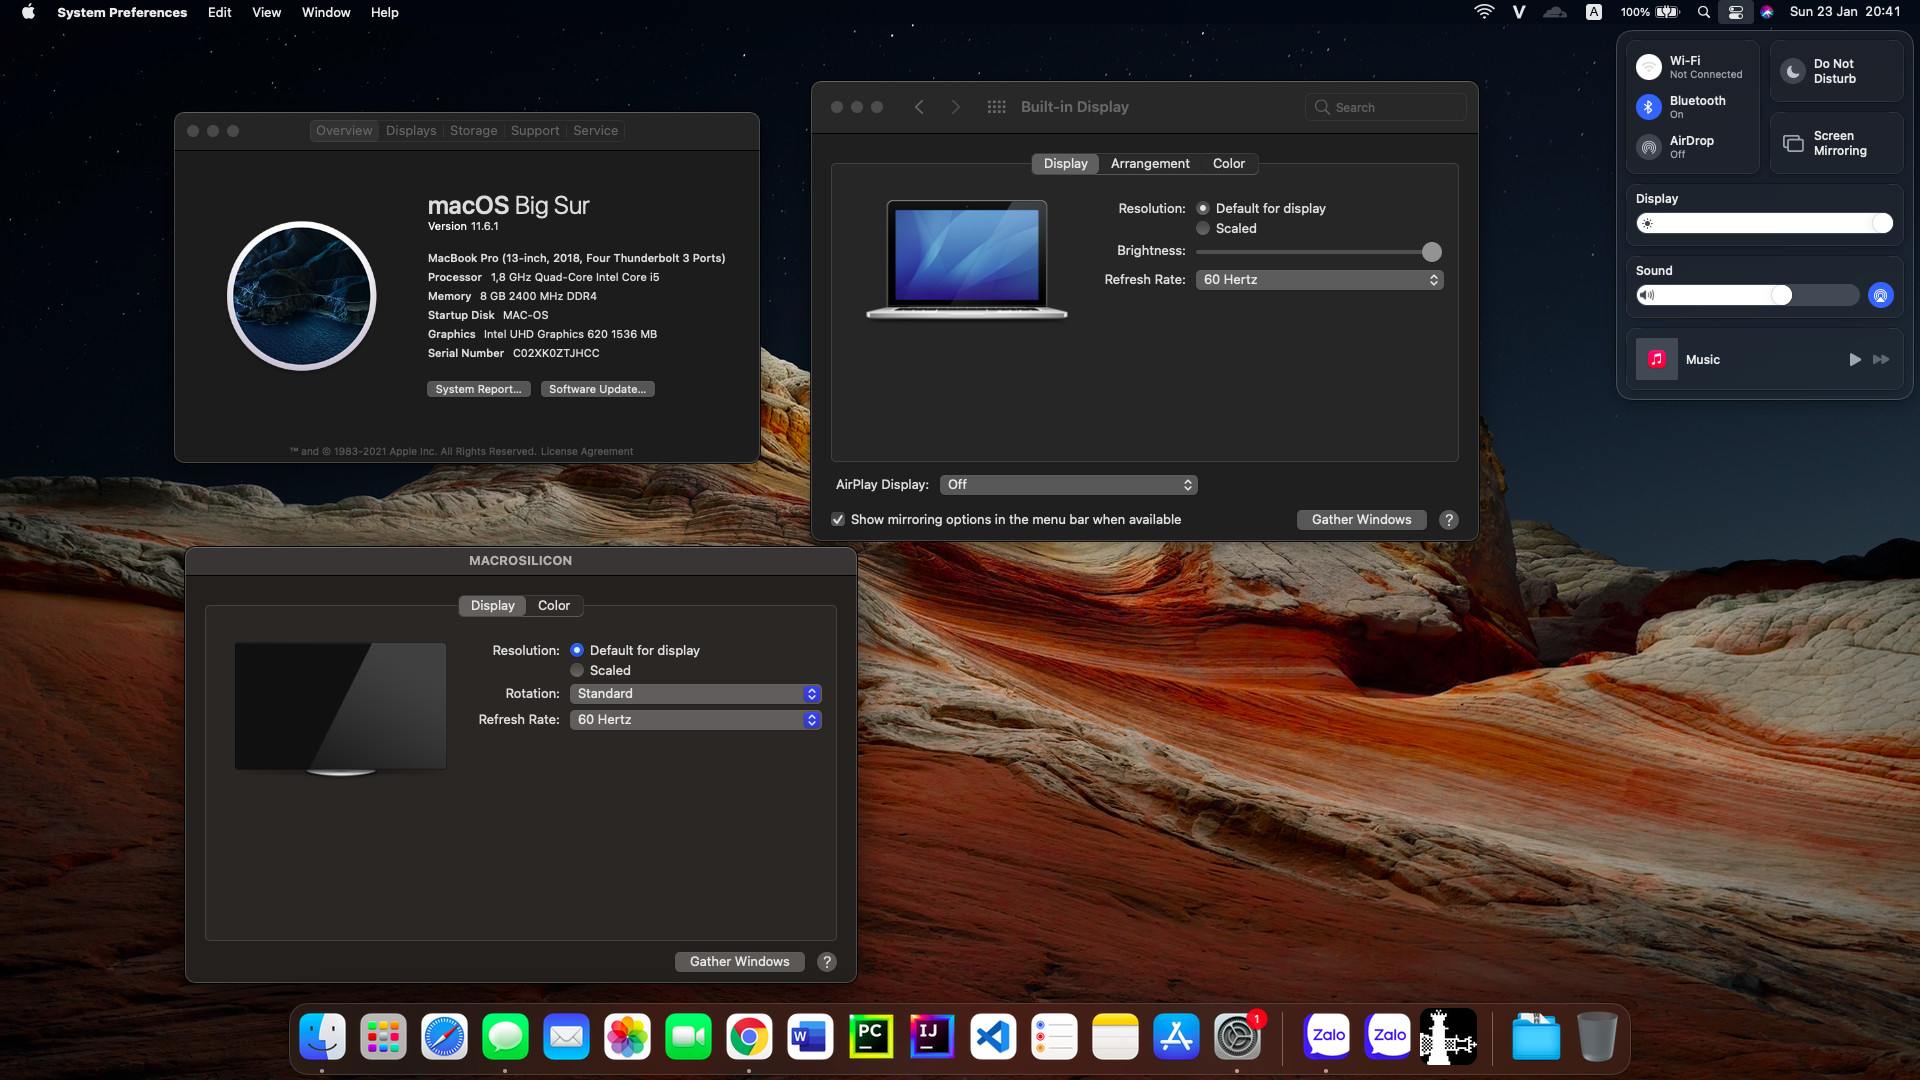 System Preferences Edit View Window Help
V A 100% Sun 23 Jan 20:41
Overview Displays Storage Support Service
macOS Big Sur
Version 11.6.1
MacBook Pro (13-inch, 2018, Four Thunderbolt 3 Ports)
Processor 1,8 GHz Quad-Core Intel Core i5
Memory 8 GB 2400 MHz DDR4
Startup Disk MAC-OS
Graphics Intel UHD Graphics 620 1536 MB
Serial Number C02XK0ZTJHCC
System Report...
Software Update...
™ and © 1983-2021 Apple Inc. All Rights Reserved. License Agreement
Built-in Display
Search
Display Arrangement Color
Resolution: Default for display
Scaled
Brightness:
Refresh Rate: 60 Hertz
AirPlay Display: Off
Show mirroring options in the menu bar when available
Gather Windows ?
Wi-Fi
Not Connected
Bluetooth
On
AirDrop
Off
Do Not
Disturb
Screen
Mirroring
Display
Sound
Music
MACROSILICON
Display Color
Resolution: Default for display
Scaled
Rotation: Standard
Refresh Rate: 60 Hertz
Gather Windows ?
W PC IJ 1 Zalo Zalo